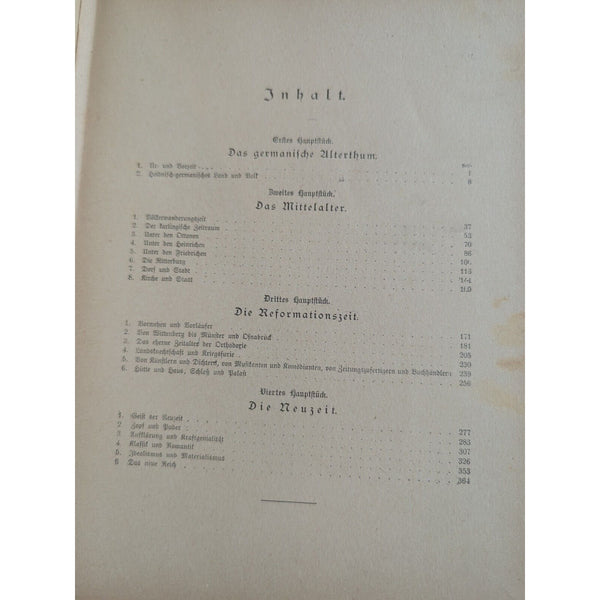 Inhalt.
Erstes Hauptstück.
Das germanische Alterthum.
Seite
1. Ur- und Vorzeit 1
2. Heidnisch-germanisches Land und Volk 8
Zweites Hauptstück.
Das Mittelalter.
1. Völkerwanderungszeit 37
2. Der karlingische Zeitraum 53
3. Unter den Ottonen 70
4. Unter den Heinrichen 86
5. Unter den Friedrichen
6. Die Ritterburg 113
7. Dorf und Stadt
8. Kirche und Staat
Drittes Hauptstück.
Die Reformationszeit.
1. Vorwehen und Vorläufer 171
2. Von Wittenberg bis Münster und Osnabrück 181
3. Das eherne Zeitalter der Orthodoxie 205
4. Landsknechtschaft und Kriegsfurie 230
5. Von Künstlern und Dichtern, von Musikanten und Komödianten, von Zeitungszufertigern und Buchhändlern 239
6. Hütte und Haus, Schloß und Palast 256
Viertes Hauptstück.
Die Neuzeit.
1. Geist der Neuzeit 277
2. Zopf und Puder 283
3 Aufklärung und Kraftgenialität 307
4. Klassik und Romantik 326
5. Idealismus und Materialismus 353
6 Das neue Reich 364